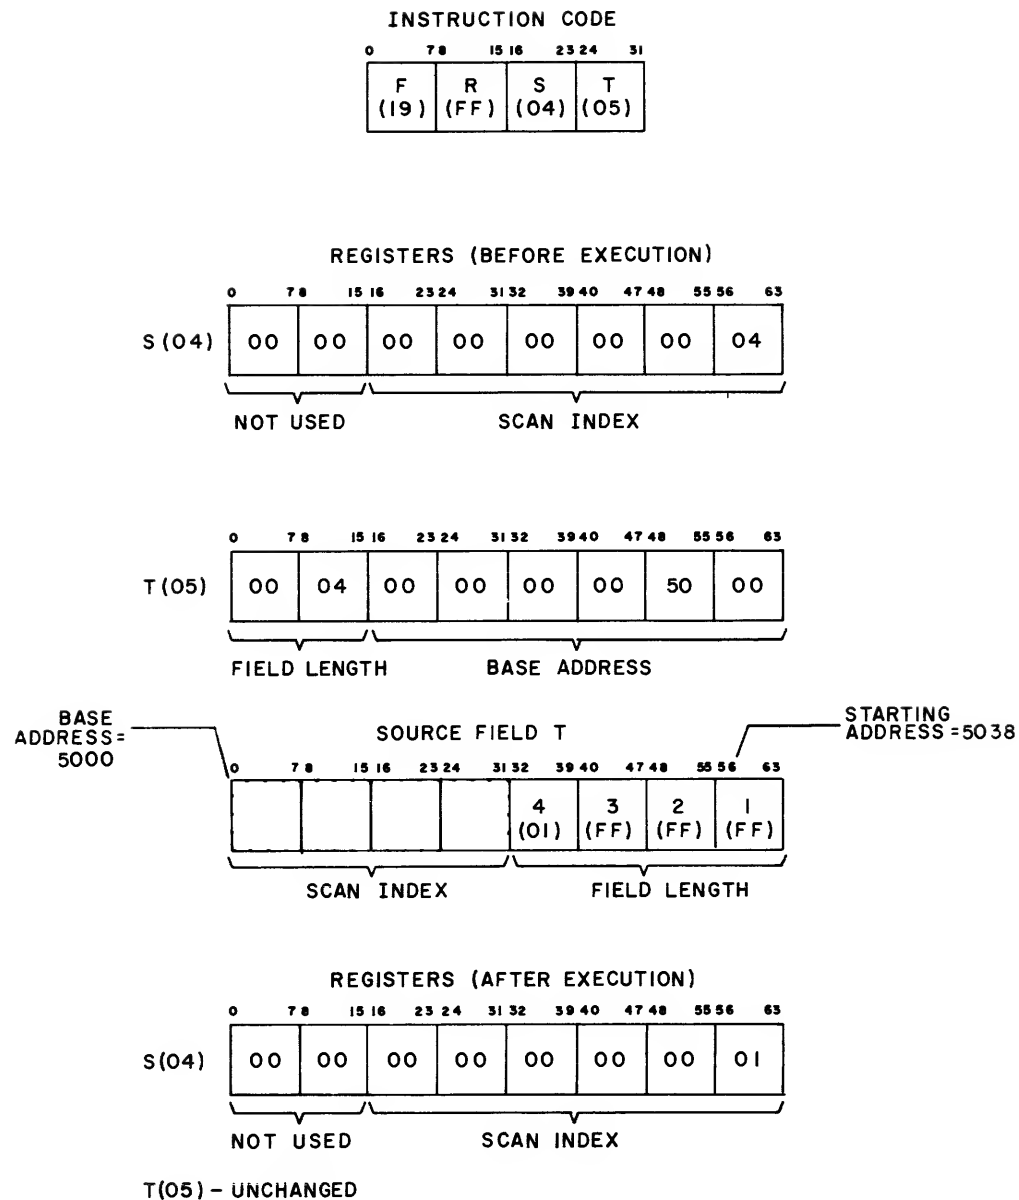 INSTRUCTION CODE
0 7 8 15 16 23 24 31
F R S T
(19) (FF) (04) (05)
REGISTERS (BEFORE EXECUTION)
0 7 8 15 16 23 24 31 32 39 40 47 48 55 56 63
S(04) 00 00 00 00 00 00 00 04
NOT USED SCAN INDEX
0 7 8 15 16 23 24 31 32 39 40 47 48 55 56 63
T(05) 00 04 00 00 00 00 50 00
FIELD LENGTH BASE ADDRESS
BASE
ADDRESS=
5000
SOURCE FIELD T
STARTING
ADDRESS=5038
0 7 8 15 16 23 24 31 32 39 40 47 48 55 56 63
4 3 2 1
(01) (FF) (FF) (FF)
SCAN INDEX FIELD LENGTH
REGISTERS (AFTER EXECUTION)
0 7 8 15 16 23 24 31 32 39 40 47 48 55 56 63
S(04) 00 00 00 00 00 00 00 01
NOT USED SCAN INDEX
T(05) - UNCHANGED